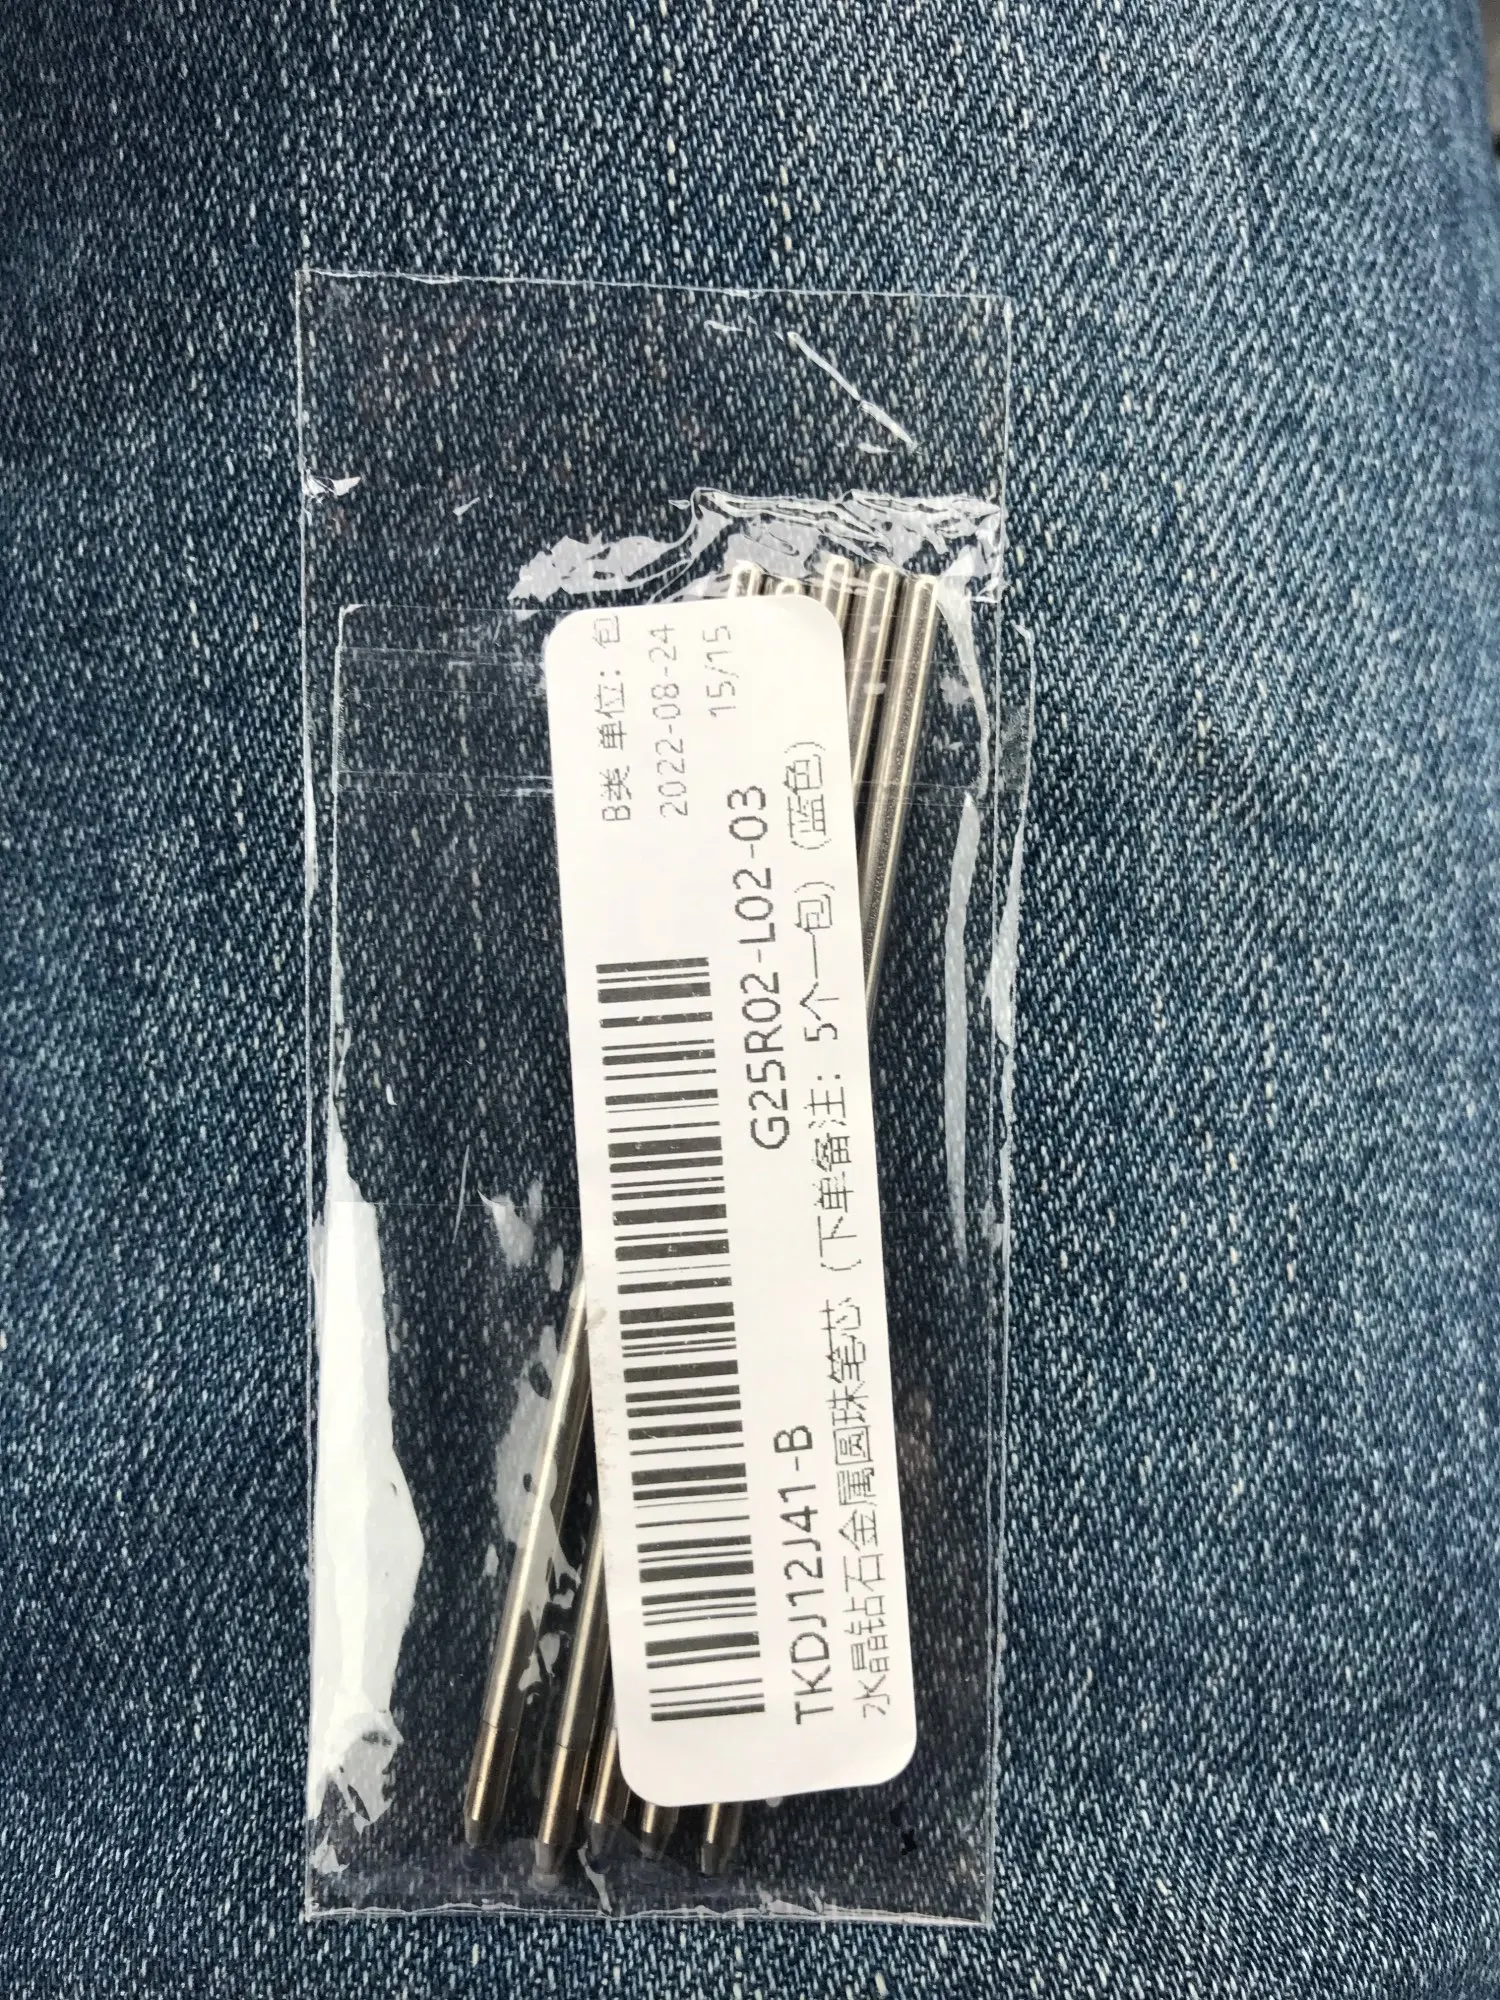 B类 单位：包
2022-08-24
15/15
TKDJ12J41-B G25R02-L02-03
水晶钻石金属圆珠笔芯（下单备注：5个一包）（蓝色）